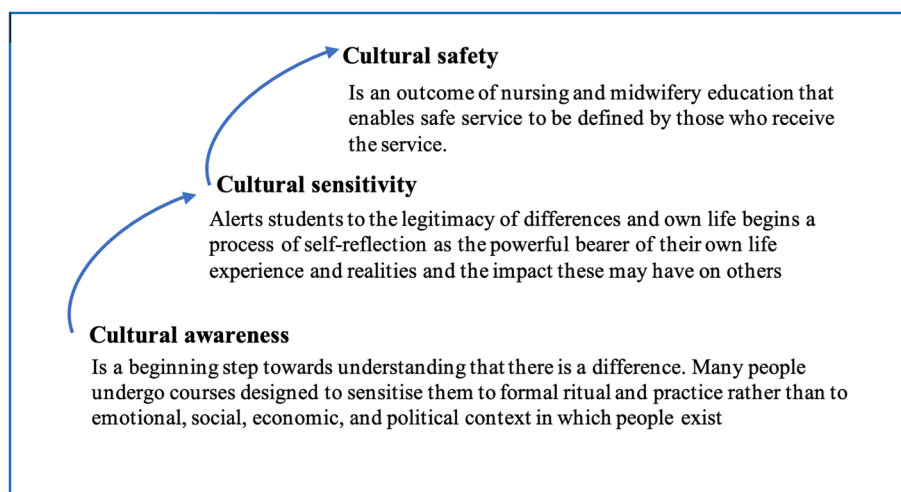 Cultural safety
Is an outcome of nursing and midwifery education that
enables safe service to be defined by those who receive
the service.
Cultural sensitivity
Alerts students to the legitimacy of differences and own life begins a
process of self-reflection as the powerful bearer of their own life
experience and realities and the impact these may have on others
Cultural awareness
Is a beginning step towards understanding that there is a difference. Many people
undergo courses designed to sensitise them to formal ritual and practice rather than to
emotional, social, economic, and political context in which people exist